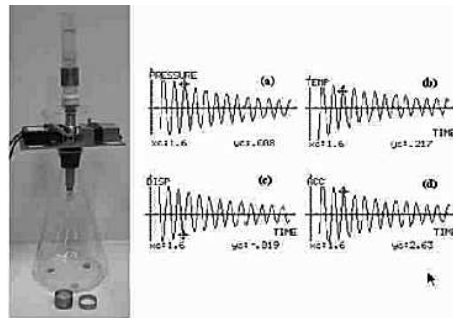 PRESSURE (a)
xc:1.6 yc:.608
TEMP (b)
TIME
xc:1.6 yc:.217
DISP (c)
TIME
xc:1.6 yc:-.019
ACC (d)
TIME
xc:1.6 yc:2.63